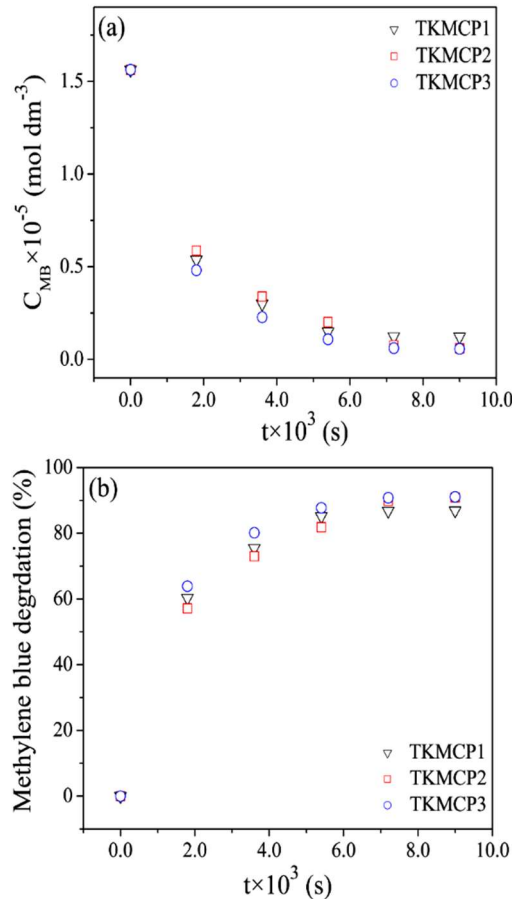 (a)
TKMCP1
TKMCP2
TKMCP3
C_MB×10^-5 (mol dm^-3)
1.5
1.0
0.5
0.0
0.0 2.0 4.0 6.0 8.0 10.0
t×10^3 (s)
(b)
Methylene blue degrdation (%)
100
80
60
40
20
0
TKMCP1
TKMCP2
TKMCP3
0.0 2.0 4.0 6.0 8.0 10.0
t×10^3 (s)